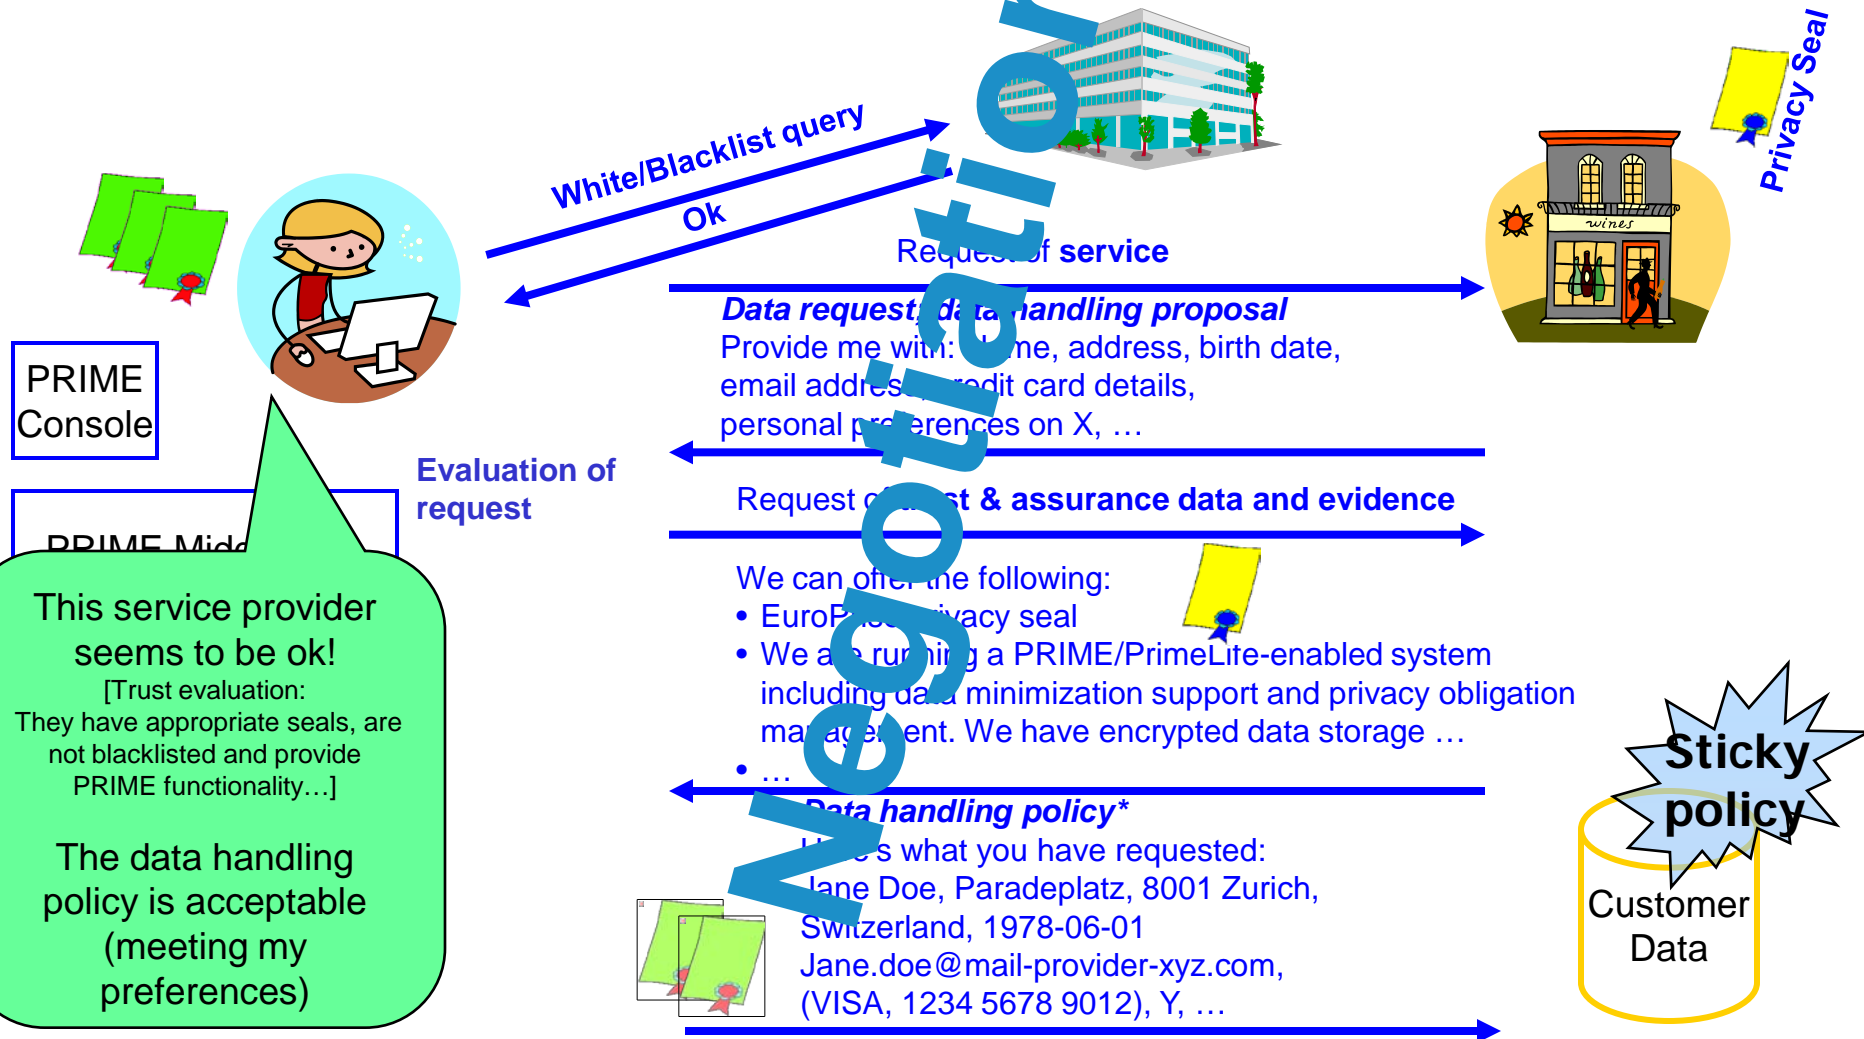 Privacy Seal
White/Blacklist query
Ok
wines
Request of service
Data request, data handling proposal
Provide me with: Name, address, birth date,
email address, credit card details,
personal preferences on X, …
PRIME
Console
Evaluation of
request
Request of trust & assurance data and evidence
PRIME
We can offer the following:
• EuroPrise privacy seal
• We are running a PRIME/PrimeLife-enabled system
including data minimization support and privacy obligation
management. We have encrypted data storage …
• …
This service provider
seems to be ok!
[Trust evaluation:
They have appropriate seals, are
not blacklisted and provide
PRIME functionality…]
The data handling
policy is acceptable
(meeting my
preferences)
Data handling policy*
Here's what you have requested:
Jane Doe, Paradeplatz, 8001 Zurich,
Switzerland, 1978-06-01
Jane.doe@mail-provider-xyz.com,
(VISA, 1234 5678 9012), Y, …
Negotiation
Sticky
policy
Customer
Data